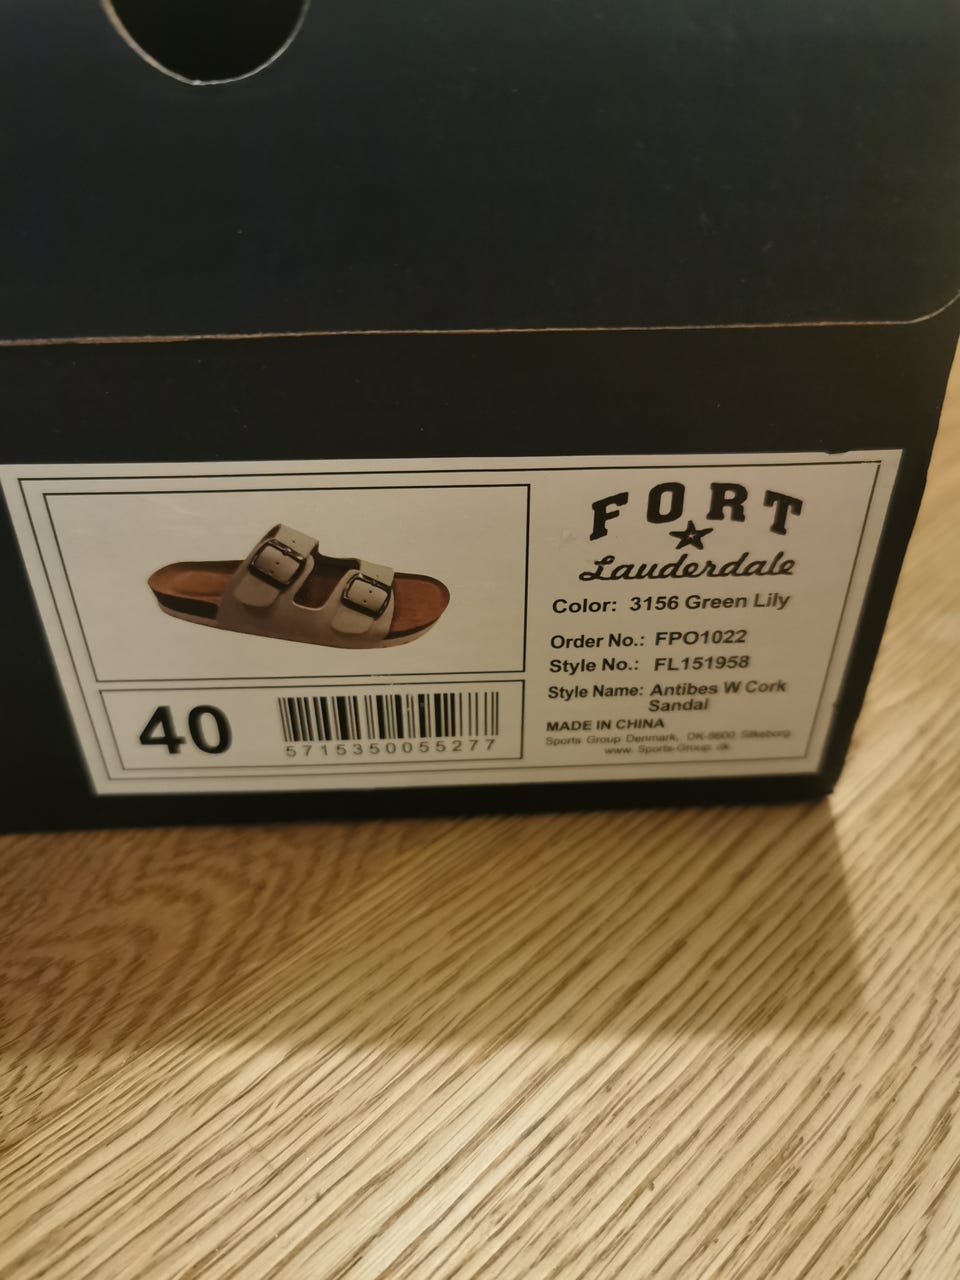 FORT
Lauderdale
Color: 3156 Green Lily
Order No.: FPO1022
Style No.: FL151958
Style Name: Antibes W Cork
Sandal
MADE IN CHINA
Sports Group Denmark, DK-8600 Silkeborg
www. Sports-Group.dk
40
5715350055277